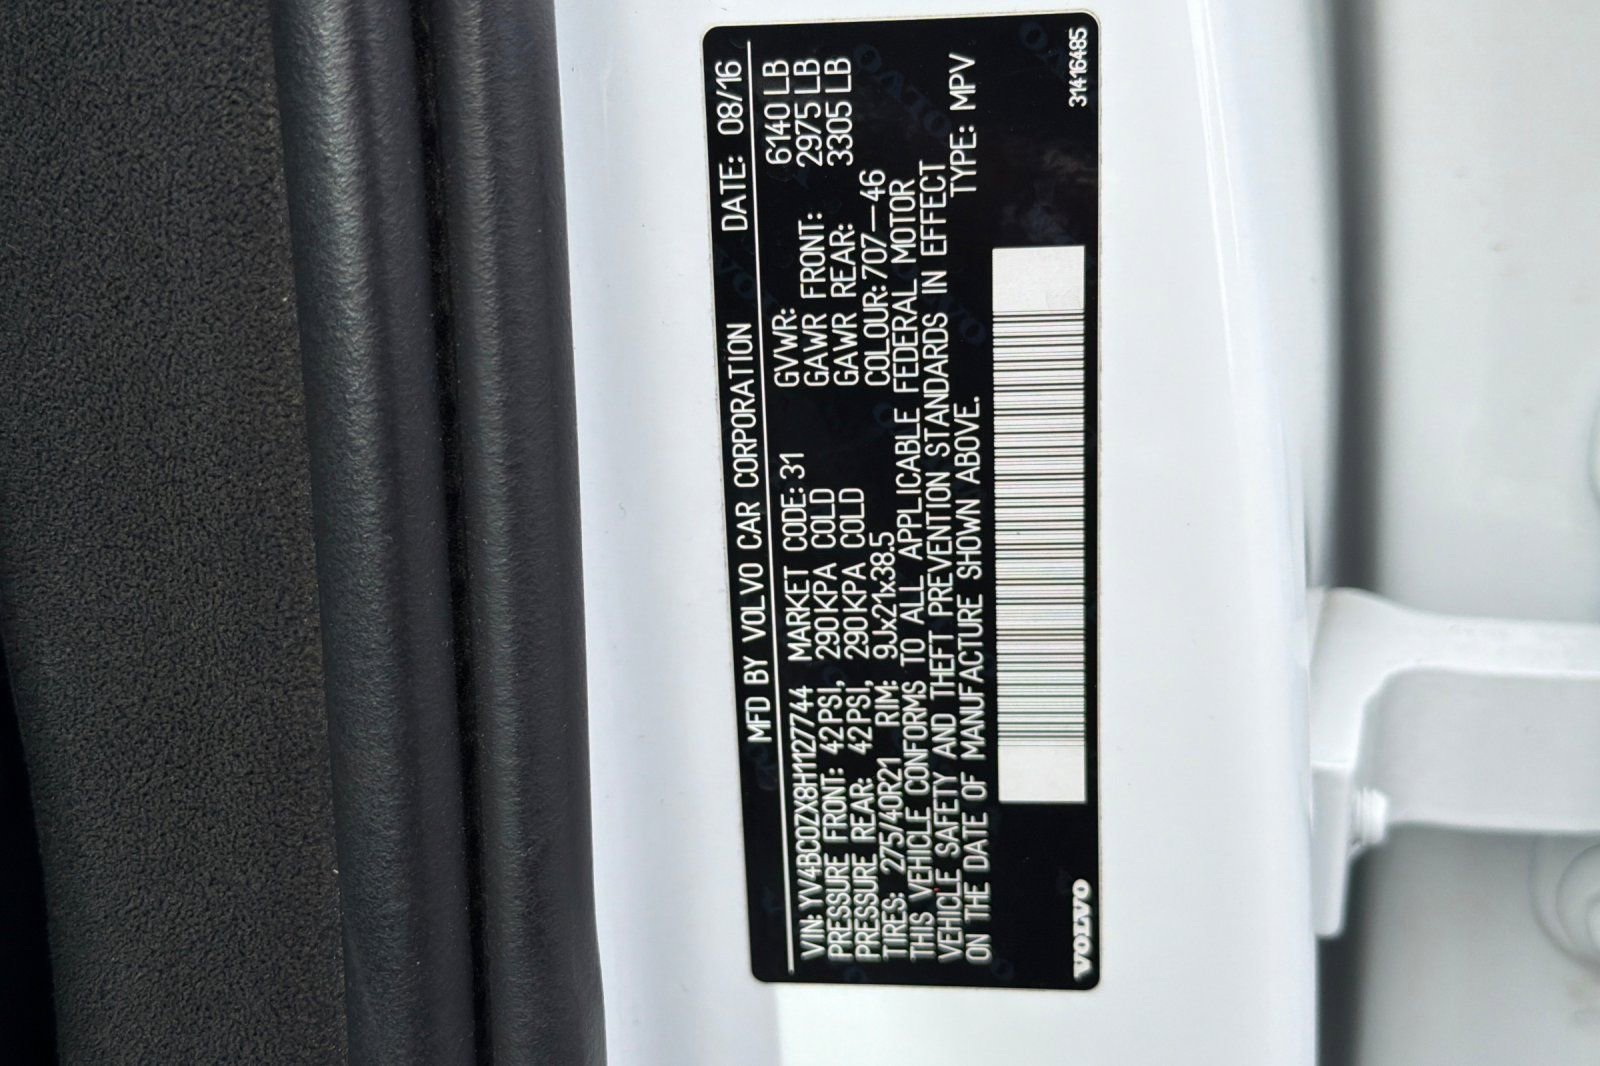 MFD BY VOLVO CAR CORPORATION DATE: 08/16
VIN: YV4BC0ZX8H1127744 MARKET CODE: 31 GVWR: 6140 LB
PRESSURE FRONT: 42PSI, 290KPA COLD GAWR FRONT: 2975 LB
PRESSURE REAR: 42PSI, 290KPA COLD GAWR REAR: 3305 LB
TIRES: 275/40R21 RIM: 9Jx21x38.5 COLOUR: 707-46
THIS VEHICLE CONFORMS TO ALL APPLICABLE FEDERAL MOTOR
VEHICLE SAFETY AND THEFT PREVENTION STANDARDS IN EFFECT
ON THE DATE OF MANUFACTURE SHOWN ABOVE. TYPE: MPV
VOLVO 31416485